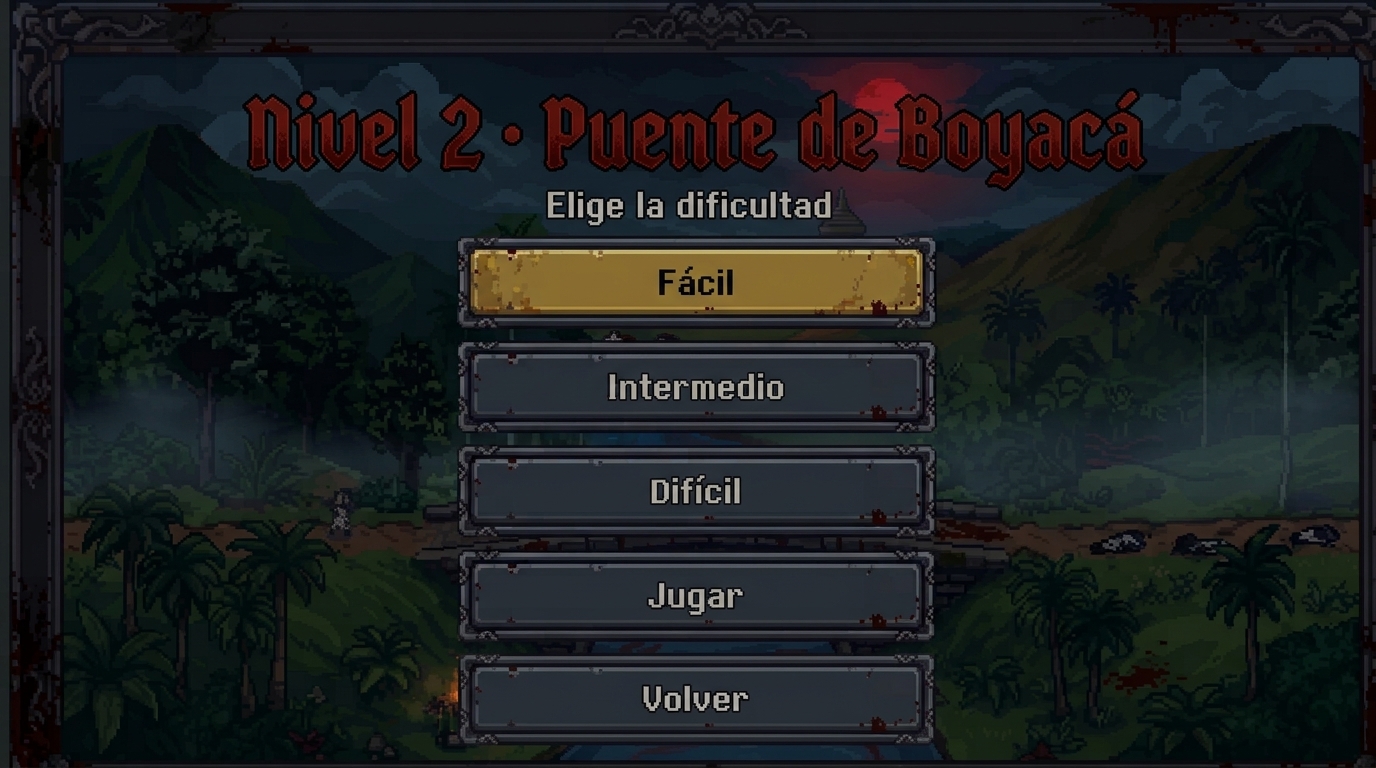 Nivel 2 · Puente de Boyacá
Elige la dificultad
Fácil
Intermedio
Difícil
Jugar
Volver